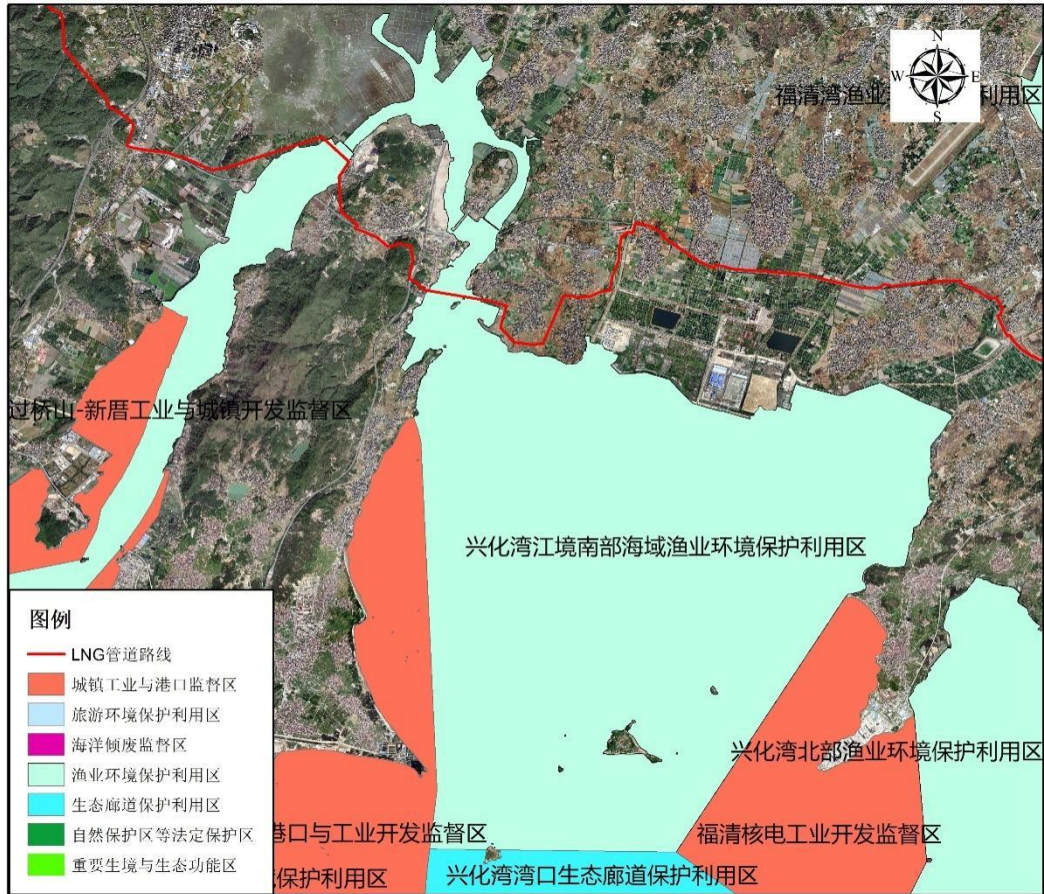 N
W
E
S
福清湾渔业
利用区
过桥山-新厝工业与城镇开发监督区
兴化湾江境南部海域渔业环境保护利用区
图例
LNG管道路线
城镇工业与港口监督区
旅游环境保护利用区
海洋倾废监督区
渔业环境保护利用区
生态廊道保护利用区
自然保护区等法定保护区
重要生境与生态功能区
兴化湾北部渔业环境保护利用区
港口与工业开发监督区
福清核电工业开发监督区
保护利用区
兴化湾湾口生态廊道保护利用区